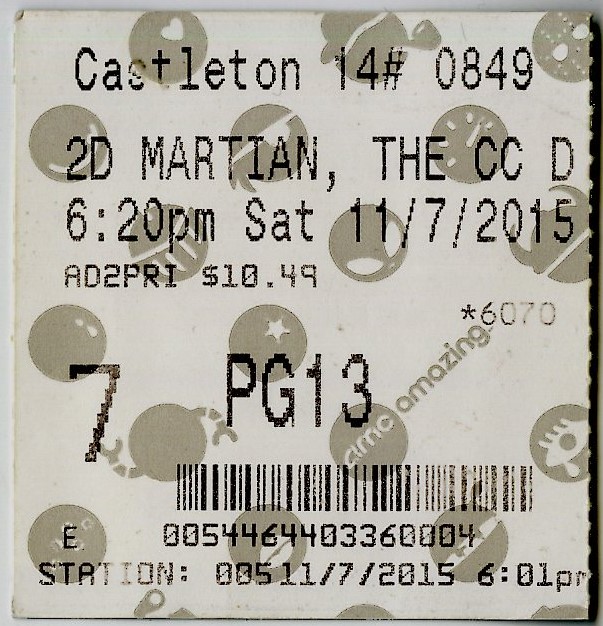 Castleton 14# 0849
2D MARTIAN, THE CC D
6:20pm Sat 11/7/2015
AD2PRI $10.49
*6070
7 PG13
amc amazing
E 0054464403360004
STATION: 00511/7/2015 6:01pm